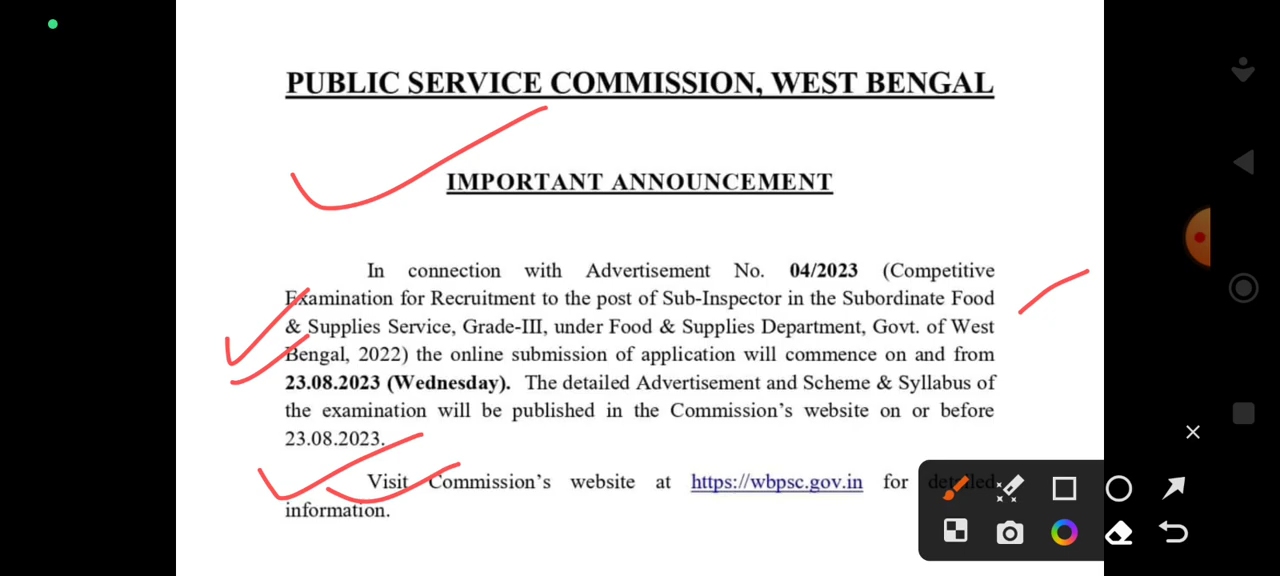 PUBLIC SERVICE COMMISSION, WEST BENGAL
IMPORTANT ANNOUNCEMENT
In connection with Advertisement No. 04/2023 (Competitive
Examination for Recruitment to the post of Sub-Inspector in the Subordinate Food
& Supplies Service, Grade-III, under Food & Supplies Department, Govt. of West
Bengal, 2022) the online submission of application will commence on and from
23.08.2023 (Wednesday). The detailed Advertisement and Scheme & Syllabus of
the examination will be published in the Commission's website on or before
23.08.2023.
Visit Commission's website at https://wbpsc.gov.in for detailed
information.